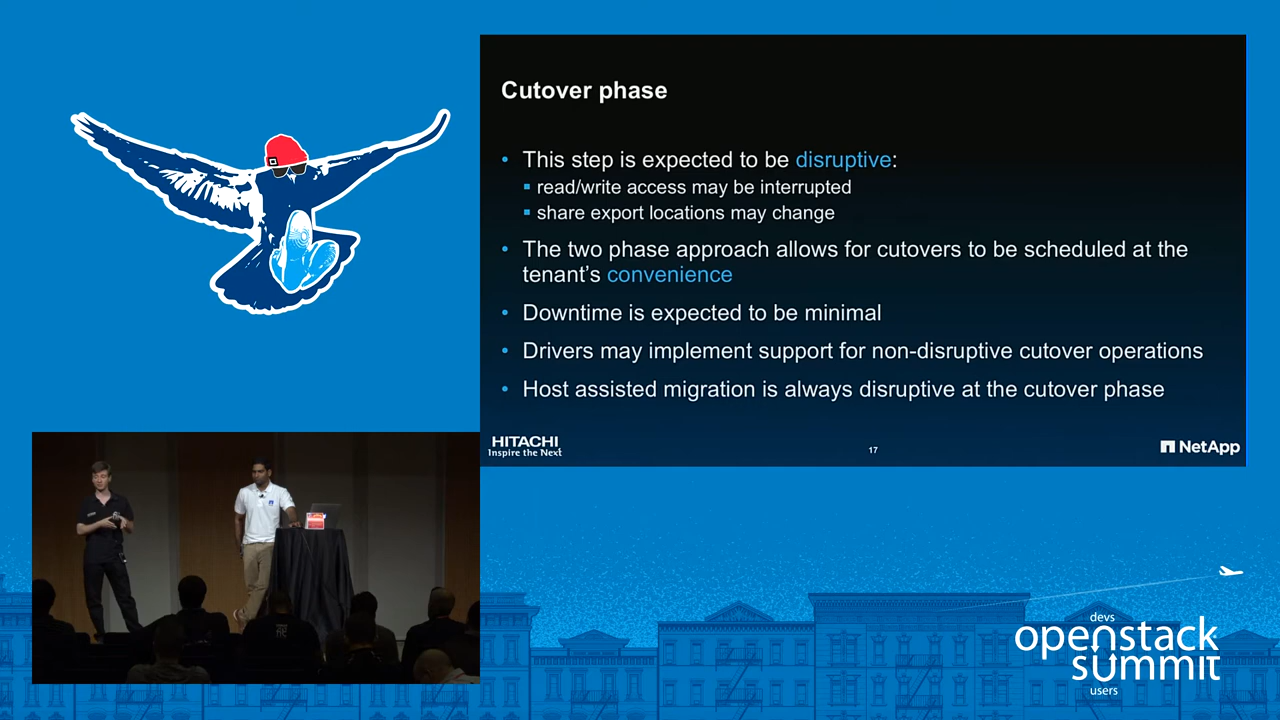 Cutover phase
• This step is expected to be disruptive:
▪ read/write access may be interrupted
▪ share export locations may change
• The two phase approach allows for cutovers to be scheduled at the
tenant’s convenience
• Downtime is expected to be minimal
• Drivers may implement support for non-disruptive cutover operations
• Host assisted migration is always disruptive at the cutover phase
HITACHI
Inspire the Next
17
NetApp
devs
openstack
summit
users